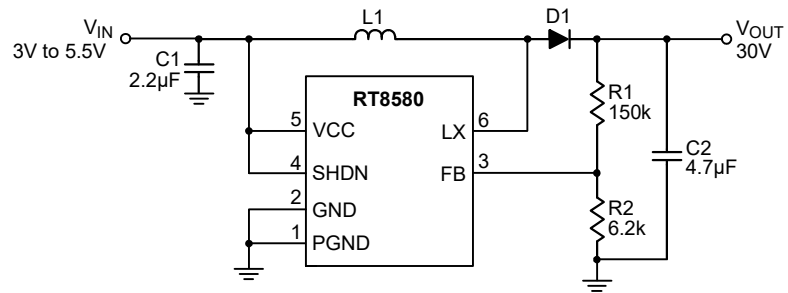 VIN
3V to 5.5V
C1
2.2µF
L1
D1
VOUT
30V
RT8580
5
VCC
LX
6
4
SHDN
FB
3
2
GND
1
PGND
R1
150k
C2
4.7µF
R2
6.2k